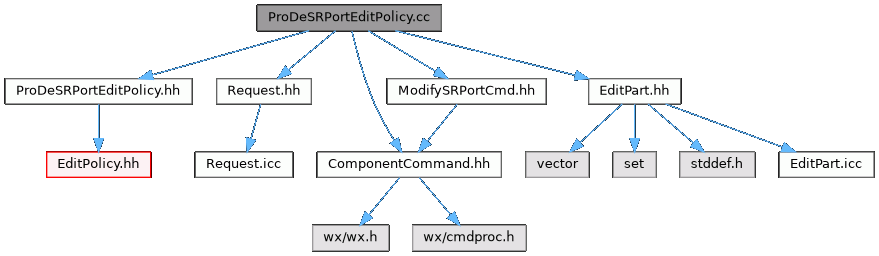 ProDeSRPortEditPolicy.cc
ProDeSRPortEditPolicy.hh
Request.hh
ModifySRPortCmd.hh
EditPart.hh
EditPolicy.hh
Request.icc
ComponentCommand.hh
vector
set
stddef.h
EditPart.icc
wx/wx.h
wx/cmdproc.h